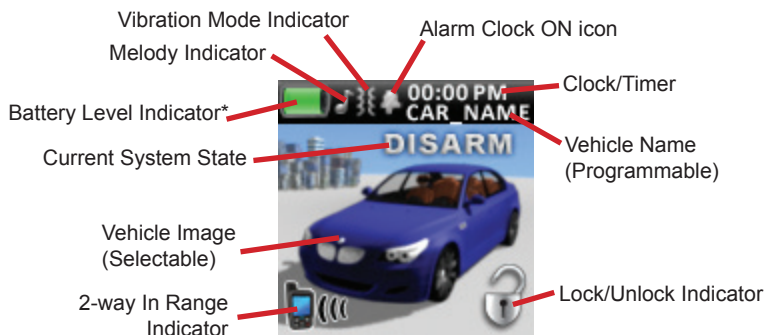 Vibration Mode Indicator
Alarm Clock ON icon
Melody Indicator
00:00 PM
Clock/Timer
CAR_NAME
Battery Level Indicator*
DISARM
Vehicle Name
(Programmable)
Current System State
Vehicle Image
(Selectable)
2-way In Range
Indicator
Lock/Unlock Indicator